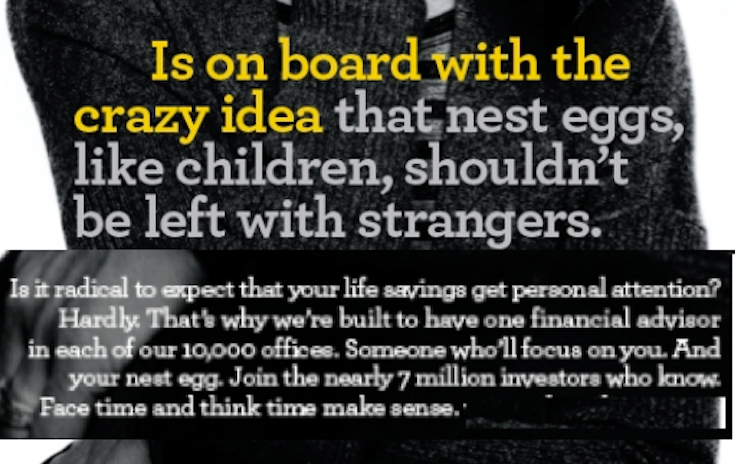 Is on board with the
crazy idea that nest eggs,
like children, shouldn't
be left with strangers.
Is it radical to expect that your life savings get personal attention?
Hardly. That's why we're built to have one financial advisor
in each of our 10,000 offices. Someone who'll focus on you. And
your nest egg. Join the nearly 7 million investors who know.
Face time and think time make sense.